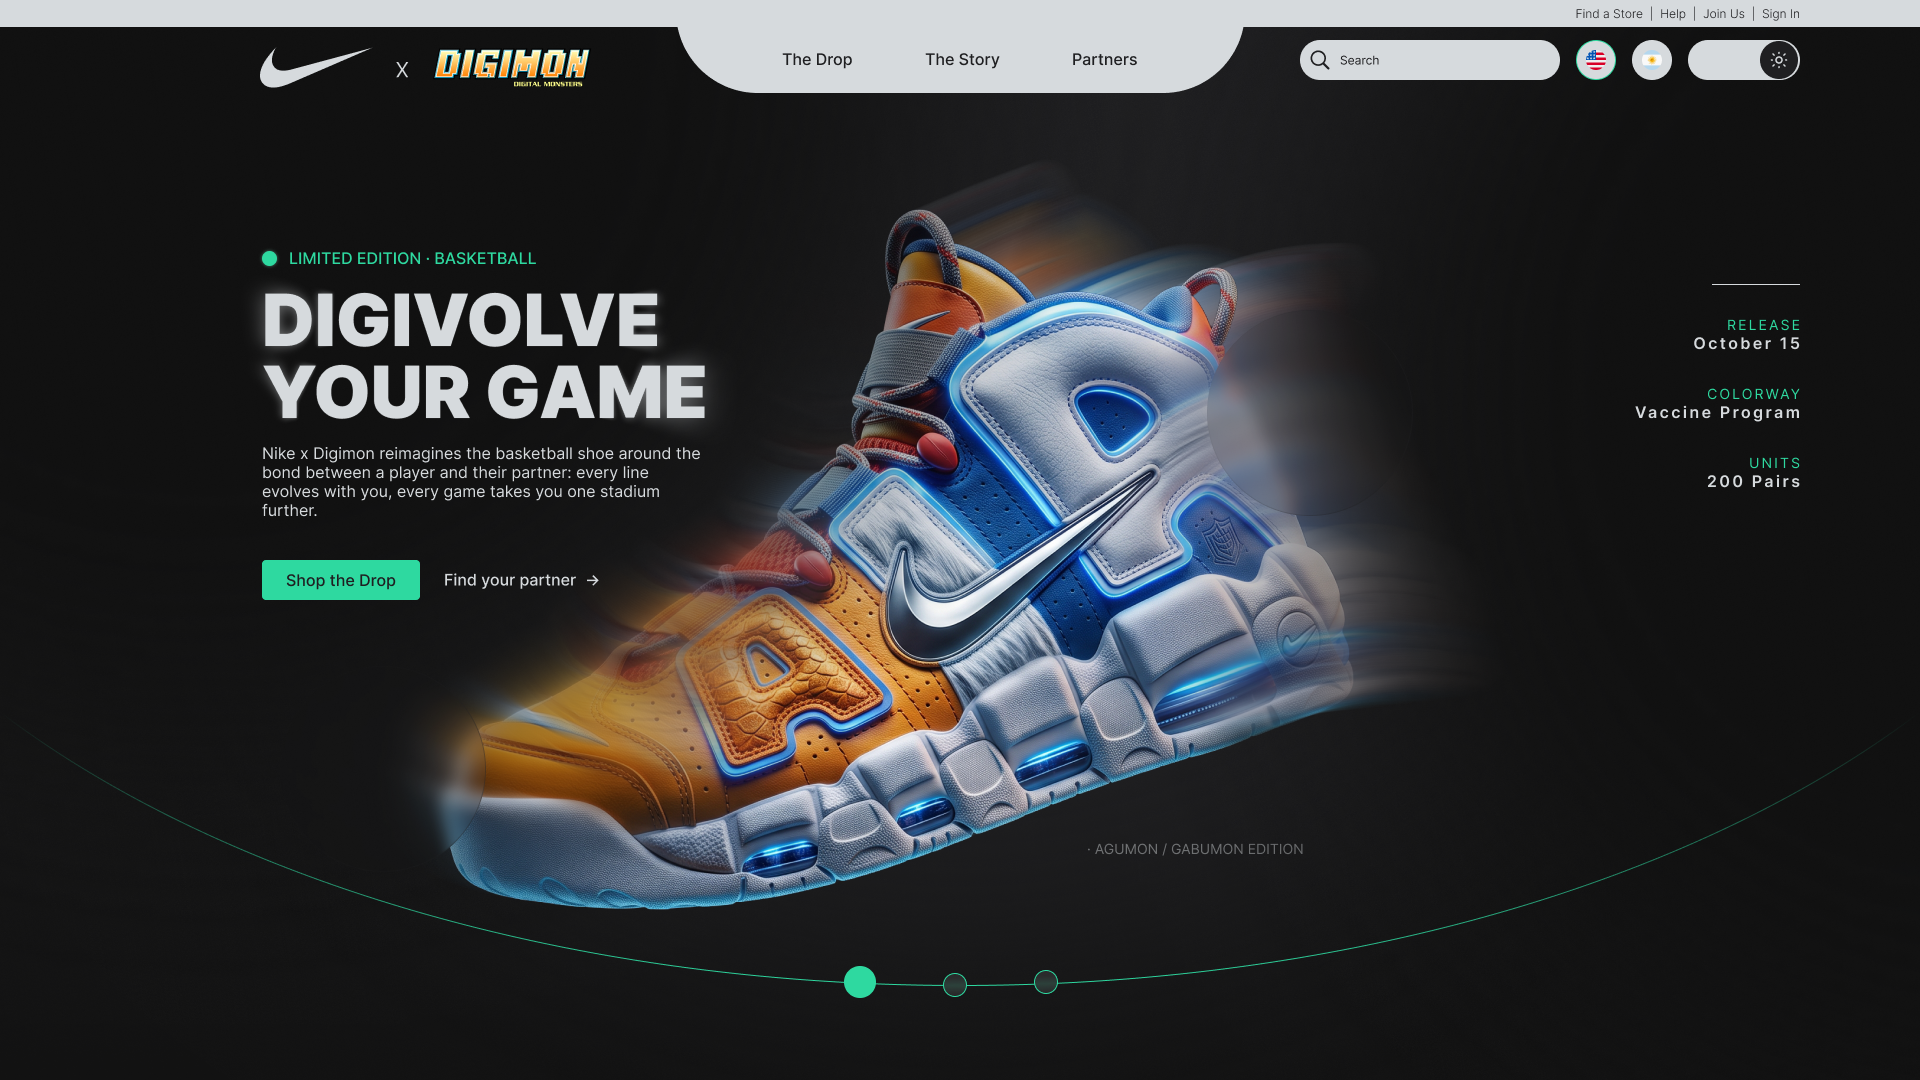 Find a Store | Help | Join Us | Sign In
X DIGIMON
DIGITAL MONSTERS
The Drop
The Story
Partners
Search
LIMITED EDITION · BASKETBALL
DIGIVOLVE
YOUR GAME
Nike x Digimon reimagines the basketball shoe around the
bond between a player and their partner: every line
evolves with you, every game takes you one stadium
further.
Shop the Drop
Find your partner →
RELEASE
October 15
COLORWAY
Vaccine Program
UNITS
200 Pairs
A
· AGUMON / GABUMON EDITION